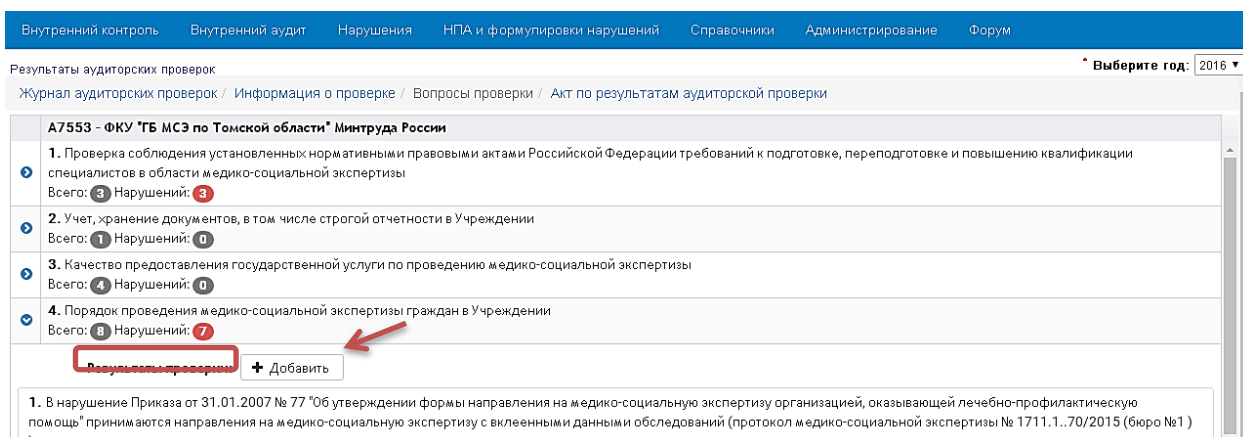 Внутренний контроль Внутренний аудит Нарушения НПА и формулировки нарушений Справочники Администрирование Форум
Результаты аудиторских проверок * Выберите год: 2016
Журнал аудиторских проверок / Информация о проверке / Вопросы проверки / Акт по результатам аудиторской проверки
А7553 - ФКУ "ГБ МСЭ по Томской области" Минтруда России
1. Проверка соблюдения установленных нормативными правовыми актами Российской Федерации требований к подготовке, переподготовке и повышению квалификации
специалистов в области медико-социальной экспертизы
Всего: 3 Нарушений: 3
2. Учет, хранение документов, в том числе строгой отчетности в Учреждении
Всего: 1 Нарушений: 0
3. Качество предоставления государственной услуги по проведению медико-социальной экспертизы
Всего: 4 Нарушений: 0
4. Порядок проведения медико-социальной экспертизы граждан в Учреждении
Всего: 8 Нарушений: 7
Результаты проверки: + Добавить
1. В нарушение Приказа от 31.01.2007 № 77 "Об утверждении формы направления на медико-социальную экспертизу организацией, оказывающей лечебно-профилактическую
помощь" принимаются направления на медико-социальную экспертизу с вклеенными данными обследований (протокол медико-социальной экспертизы № 1711.1..70/2015 (бюро №1 )